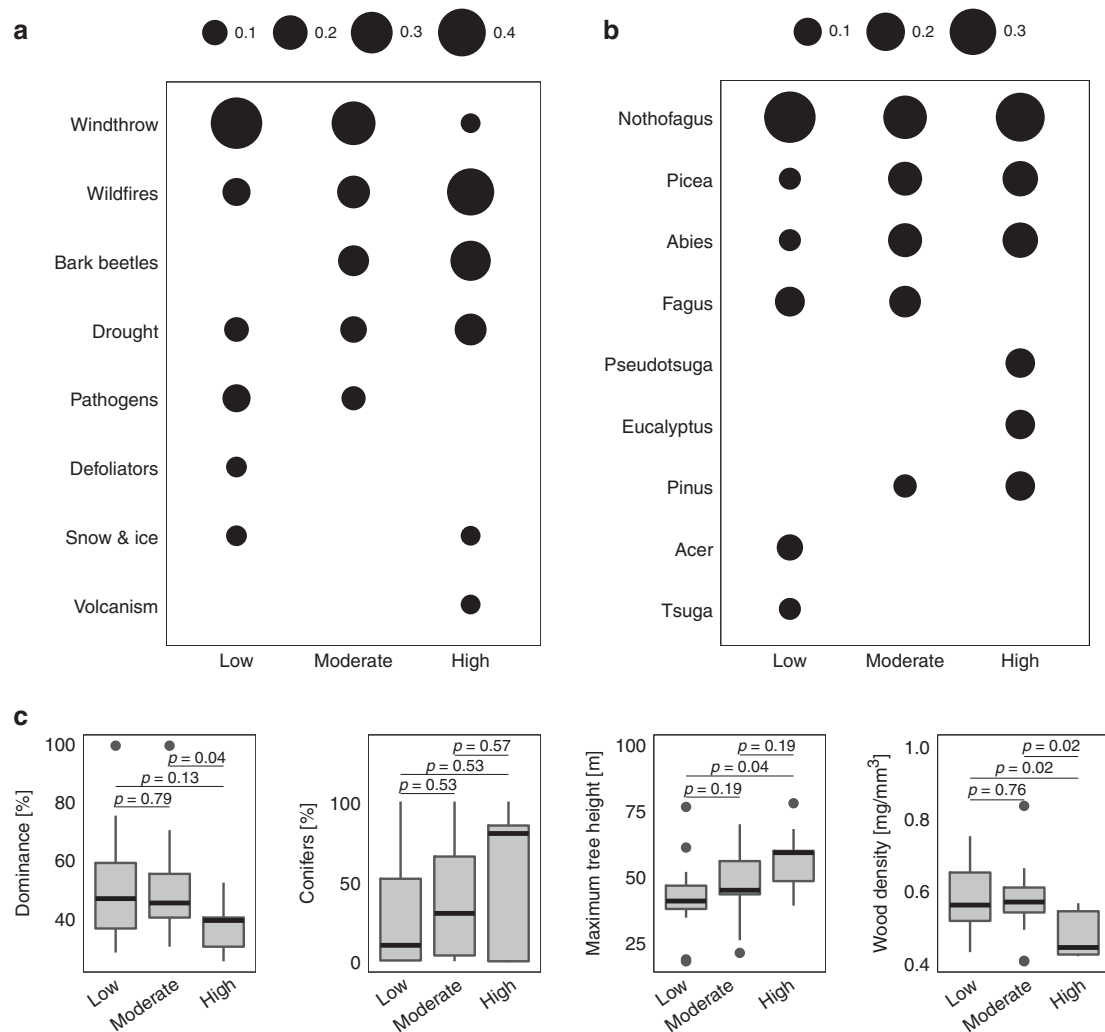 a
0.1 0.2 0.3 0.4
Windthrow
Wildfires
Bark beetles
Drought
Pathogens
Defoliators
Snow & ice
Volcanism
Low Moderate High
b
0.1 0.2 0.3
Nothofagus
Picea
Abies
Fagus
Pseudotsuga
Eucalyptus
Pinus
Acer
Tsuga
Low Moderate High
c
Dominance [%]
100
80
60
40
p = 0.04
p = 0.13
p = 0.79
Low Moderate High
Conifers [%]
100
50
0
p = 0.57
p = 0.53
p = 0.53
Low Moderate High
Maximum tree height [m]
100
75
50
25
p = 0.19
p = 0.04
p = 0.19
Low Moderate High
Wood density [mg/mm³]
1.0
0.8
0.6
0.4
p = 0.02
p = 0.02
p = 0.76
Low Moderate High